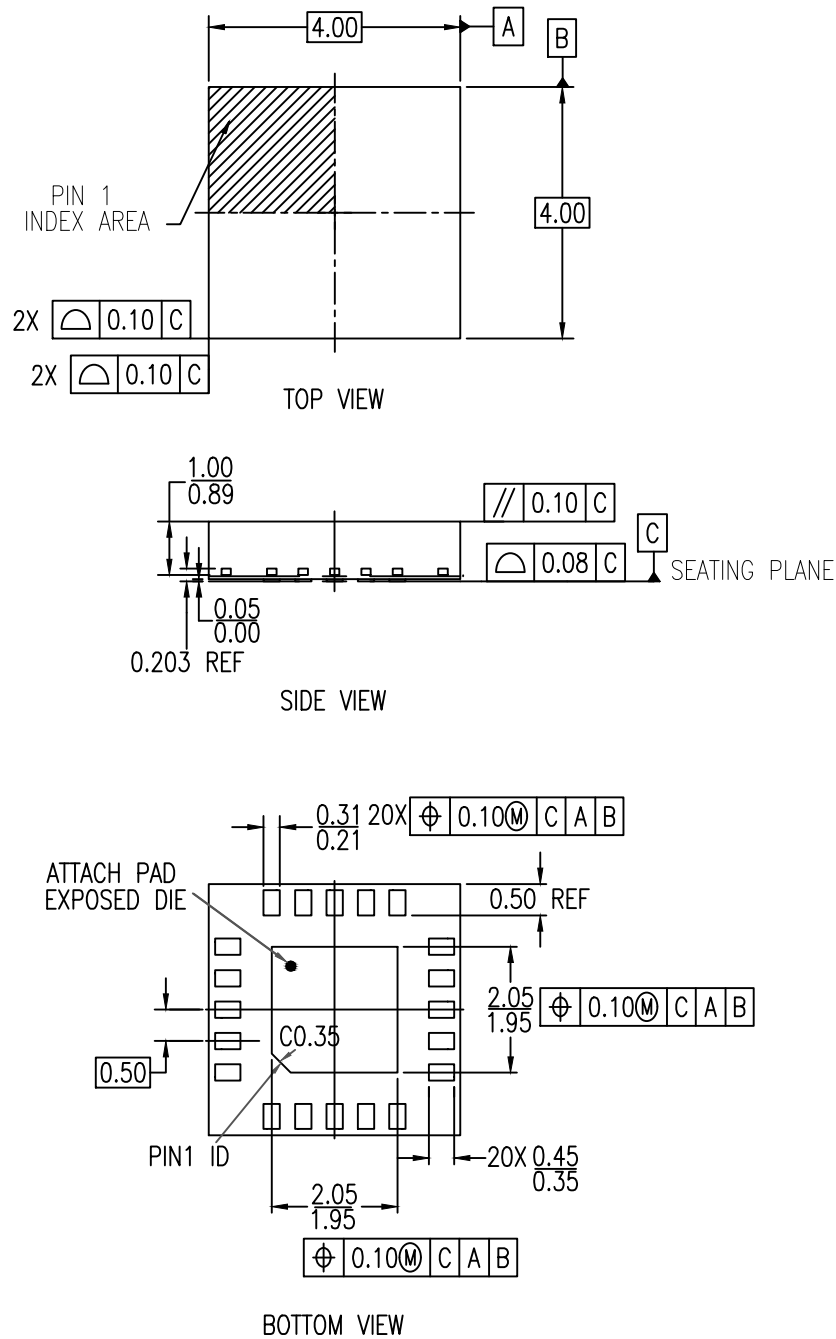 4.00 A
B
PIN 1
INDEX AREA
4.00
2X ⌓ 0.10 C
2X ⌓ 0.10 C
TOP VIEW
1.00
0.89
// 0.10 C
C
⌓ 0.08 C
SEATING PLANE
0.05
0.00
0.203 REF
SIDE VIEW
0.31 20X ⌖ 0.10Ⓜ C A B
0.21
ATTACH PAD
EXPOSED DIE
0.50 REF
2.05
1.95
⌖ 0.10Ⓜ C A B
C0.35
0.50
PIN1 ID
20X 0.45
0.35
2.05
1.95
⌖ 0.10Ⓜ C A B
BOTTOM VIEW